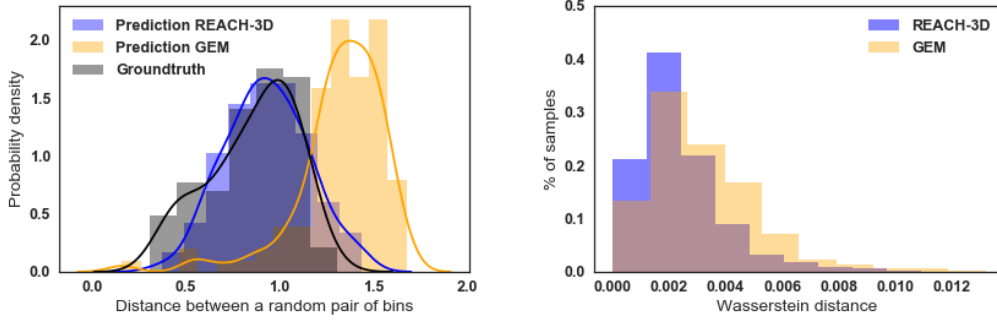 Prediction REACH-3D
Prediction GEM
Groundtruth
Probability density
2.0
1.5
1.0
0.5
0.0
0.0 0.5 1.0 1.5 2.0
Distance between a random pair of bins
REACH-3D
GEM
% of samples
0.5
0.4
0.3
0.2
0.1
0.0
0.000 0.002 0.004 0.006 0.008 0.010 0.012
Wasserstein distance